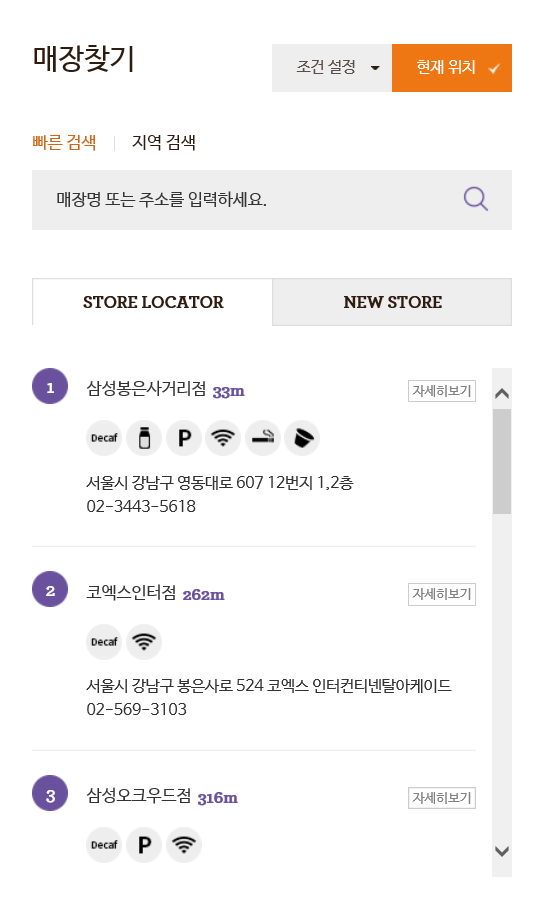 매장찾기
조건 설정
현재 위치
빠른 검색
지역 검색
매장명 또는 주소를 입력하세요.
STORE LOCATOR
NEW STORE
1 삼성봉은사거리점 33m 자세히보기
Decaf P
서울시 강남구 영동대로 607 12번지 1,2층
02-3443-5618
2 코엑스인터점 262m 자세히보기
Decaf
서울시 강남구 봉은사로 524 코엑스 인터컨티넨탈아케이드
02-569-3103
3 삼성오크우드점 316m 자세히보기
Decaf P